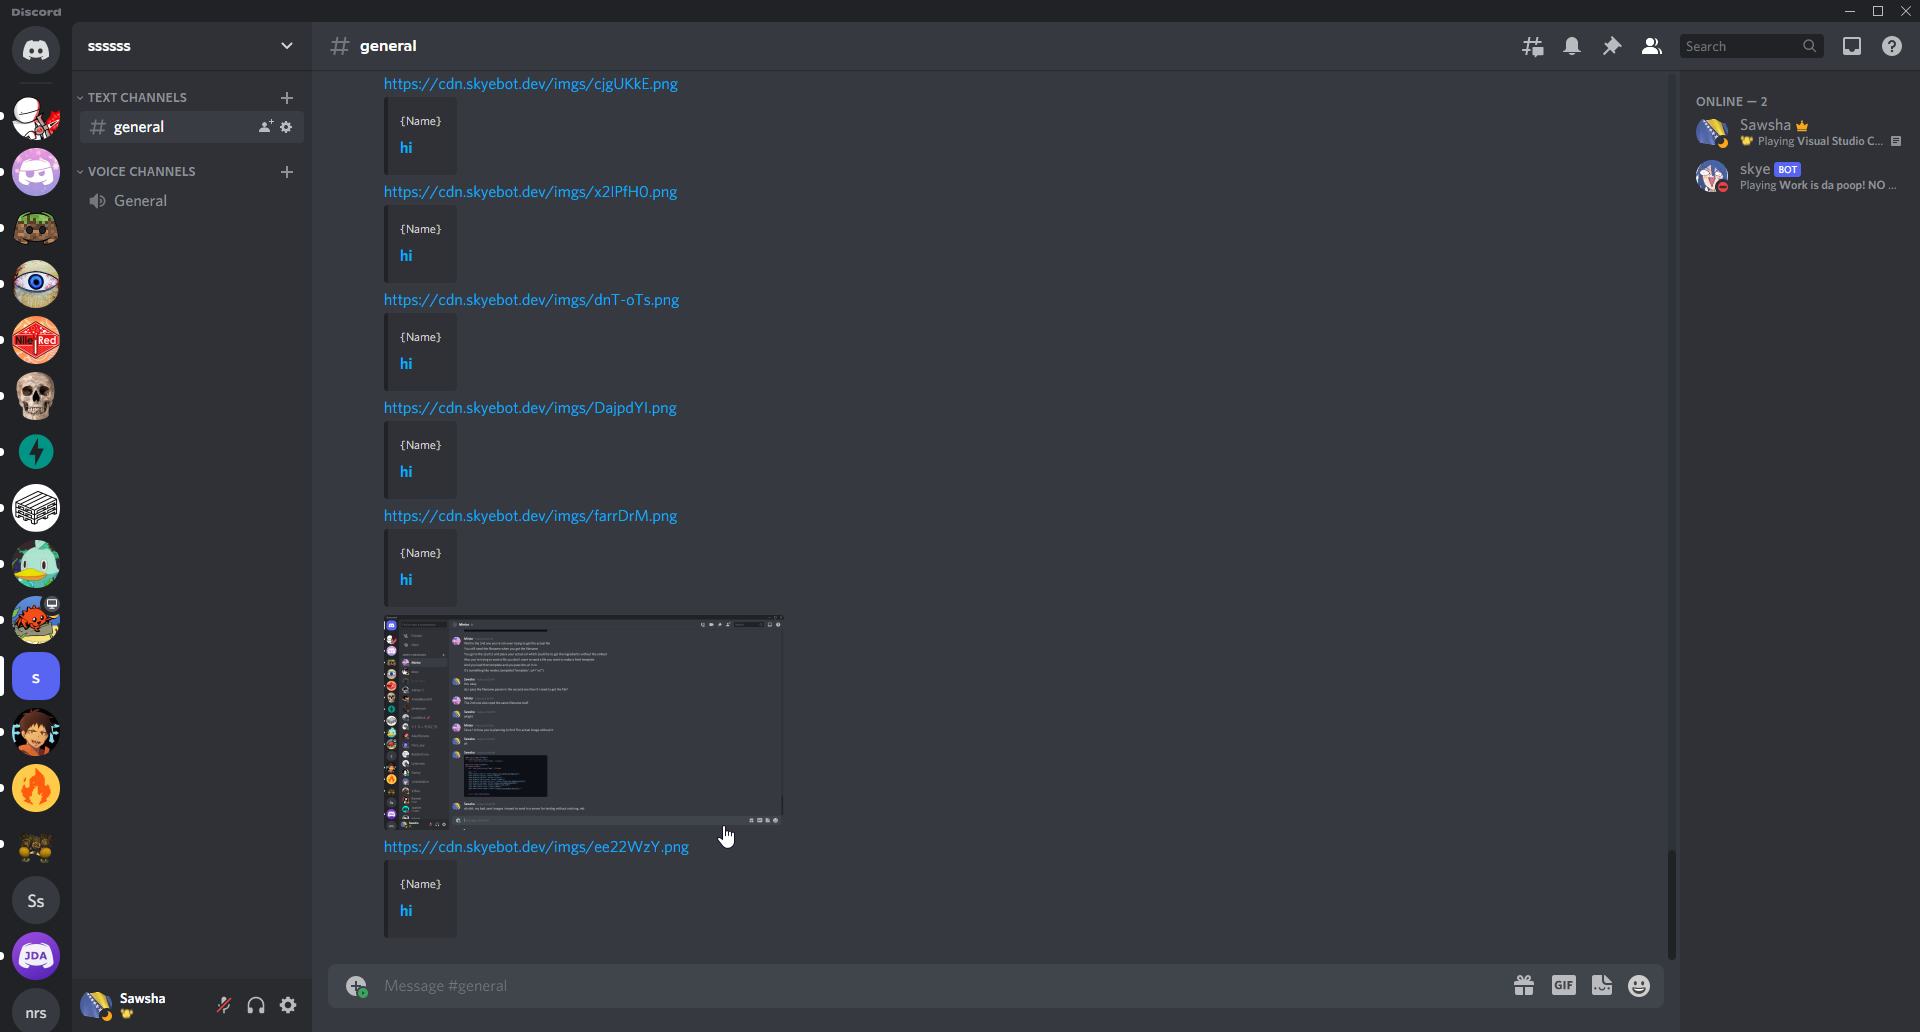 Discord
ssssss
general
Search
TEXT CHANNELS
general
VOICE CHANNELS
General
https://cdn.skyebot.dev/imgs/cjgUKkE.png
{Name}
hi
https://cdn.skyebot.dev/imgs/x2IPfH0.png
{Name}
hi
https://cdn.skyebot.dev/imgs/dnT-oTs.png
{Name}
hi
https://cdn.skyebot.dev/imgs/DajpdYI.png
{Name}
hi
https://cdn.skyebot.dev/imgs/farrDrM.png
{Name}
hi
https://cdn.skyebot.dev/imgs/ee22WzY.png
{Name}
hi
Message #general
GIF
ONLINE — 2
Sawsha
Playing Visual Studio C...
skye BOT
Playing Work is da poop! NO ...
Nile Red
s
Ss
JDA
nrs
Sawsha